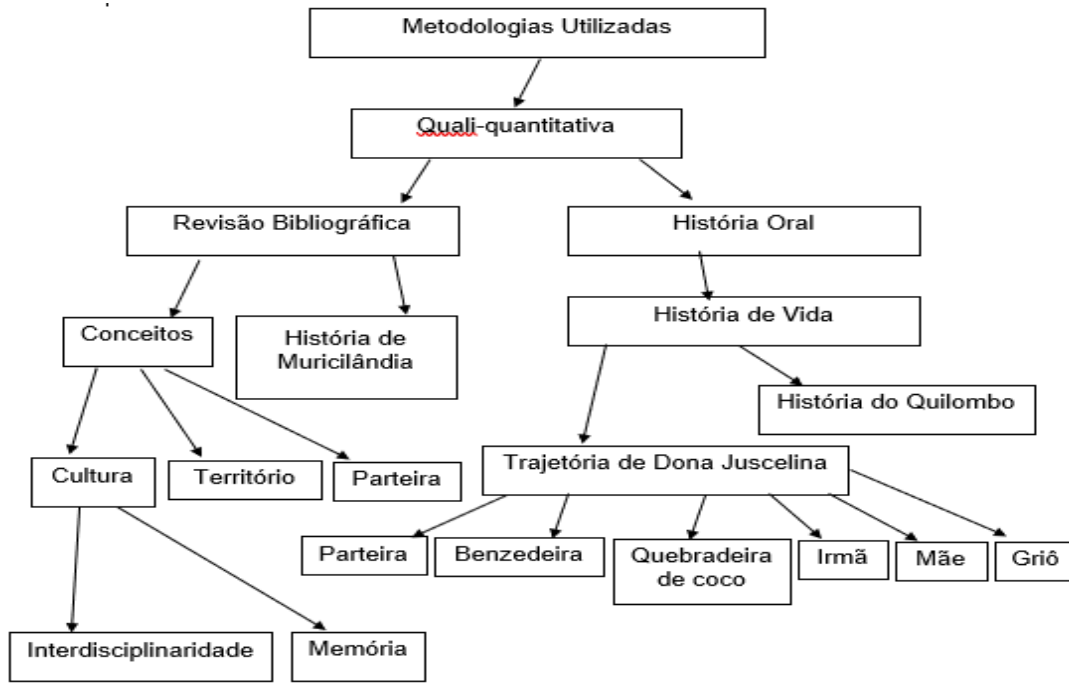 Metodologias Utilizadas
Quali-quantitativa
Revisão Bibliográfica
História Oral
Conceitos
História de
Muricilândia
História de Vida
História do Quilombo
Cultura
Território
Parteira
Trajetória de Dona Juscelina
Parteira
Benzedeira
Quebradeira
de coco
Irmã
Mãe
Griô
Interdisciplinaridade
Memória